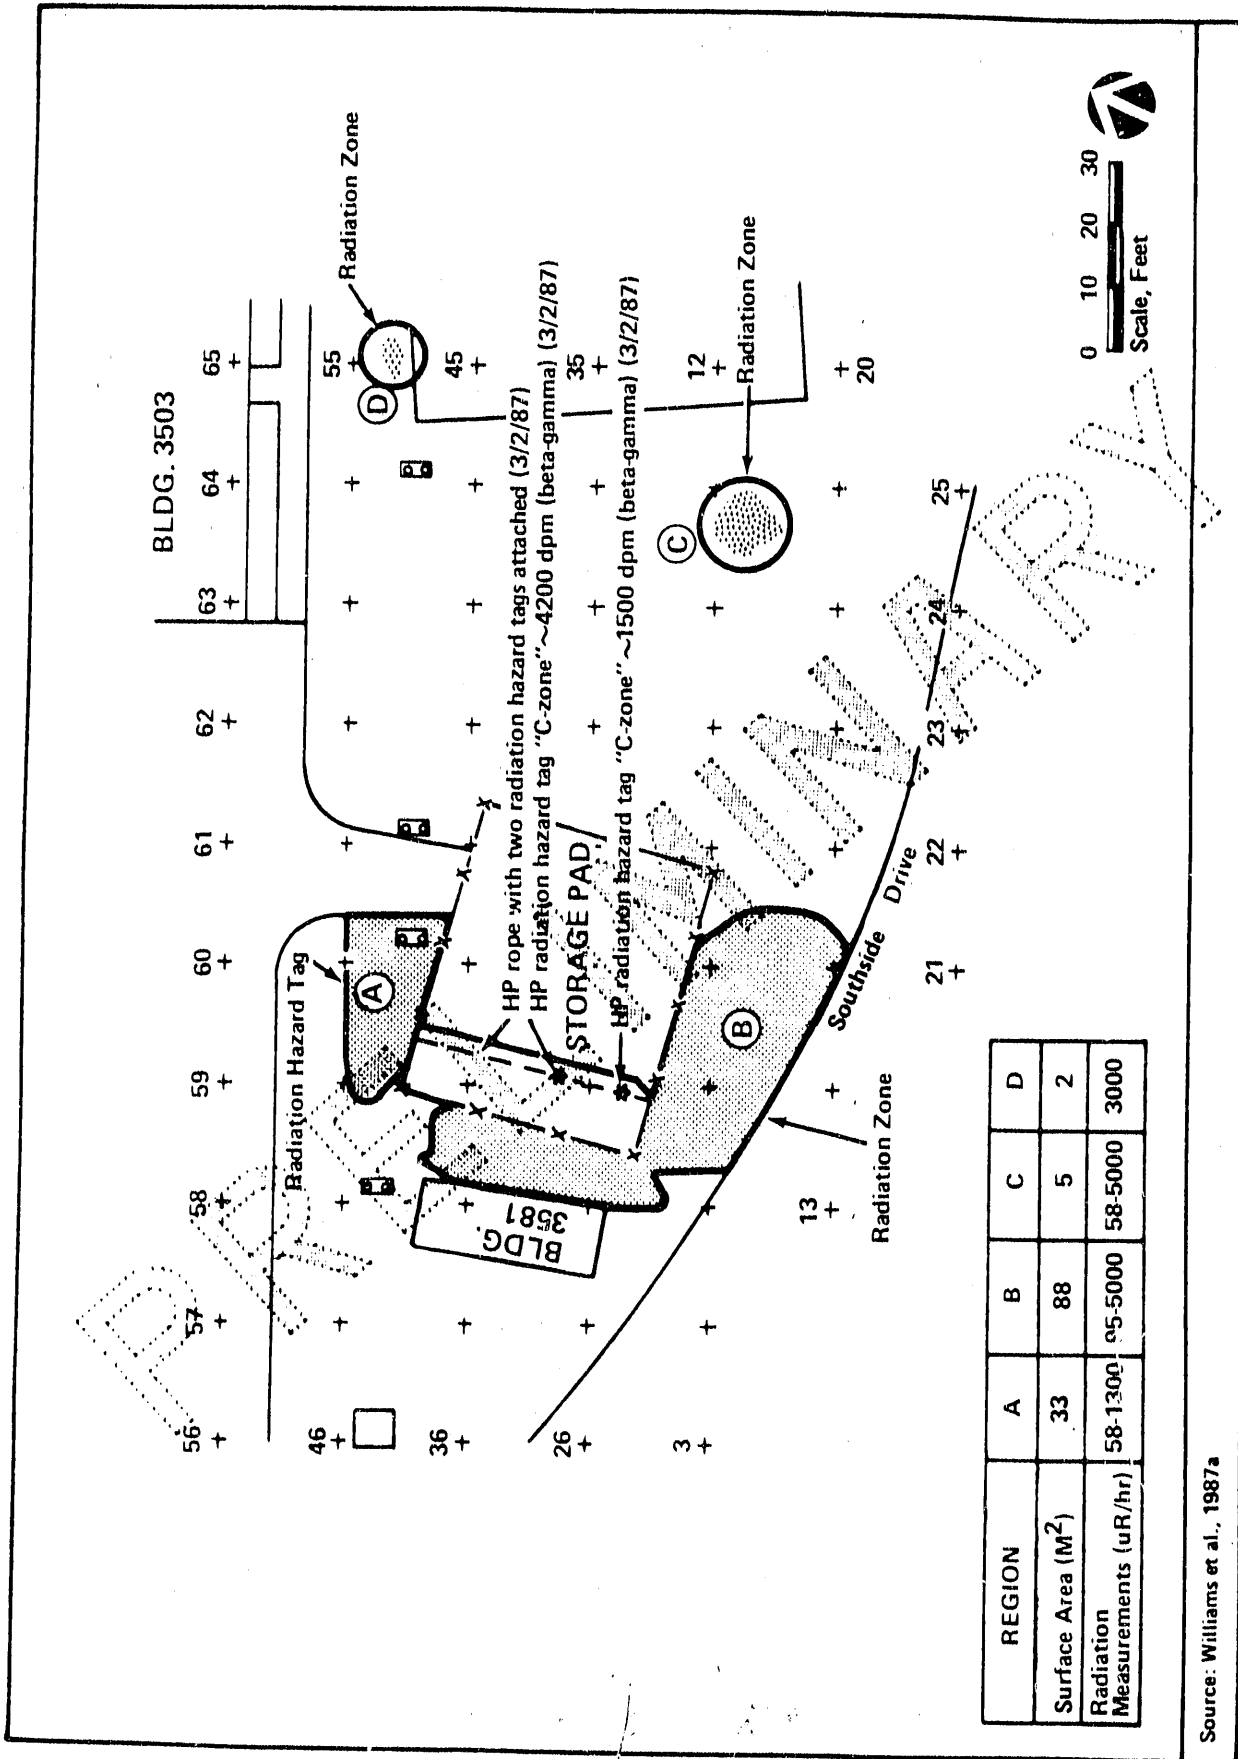 BLDG. 3503
56 57 58 59 60 61 62 63 64 65
Radiation Hazard Tag
Radiation Zone
46
55
D
A
36
45
HP rope with two radiation hazard tags attached (3/2/87)
HP radiation hazard tag "C-zone" ~4200 dpm (beta-gamma) (3/2/87)
BLDG.
3581
STORAGE PAD
26
35
HP radiation hazard tag "C-zone" ~1500 dpm (beta-gamma) (3/2/87)
C
3
12
B
Radiation Zone
13
20
Southside Drive
21 22 23 24 25
Radiation Zone
PRELIMINARY
REGION A B C D
Surface Area (M2) 33 88 5 2
Radiation
Measurements (uR/hr) 58-1300 95-5000 58-5000 3000
0 10 20 30
Scale, Feet
Source: Williams et al., 1987a